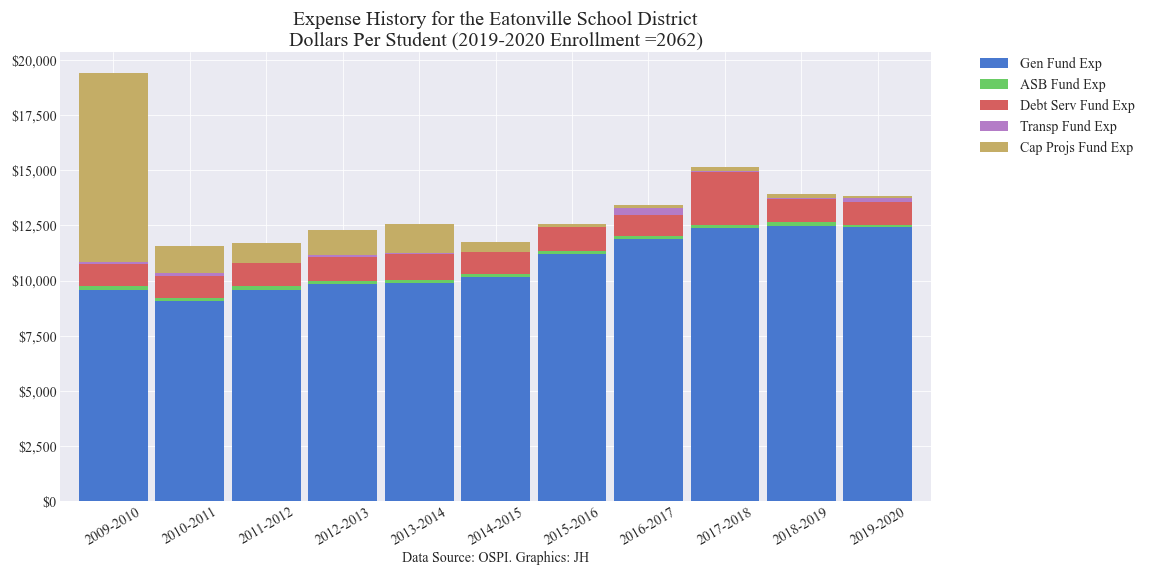 Expense History for the Eatonville School District
Dollars Per Student (2019-2020 Enrollment =2062)
$20,000
$17,500
$15,000
$12,500
$10,000
$7,500
$5,000
$2,500
$0
Gen Fund Exp
ASB Fund Exp
Debt Serv Fund Exp
Transp Fund Exp
Cap Projs Fund Exp
2009-2010
2010-2011
2011-2012
2012-2013
2013-2014
2014-2015
2015-2016
2016-2017
2017-2018
2018-2019
2019-2020
Data Source: OSPI. Graphics: JH